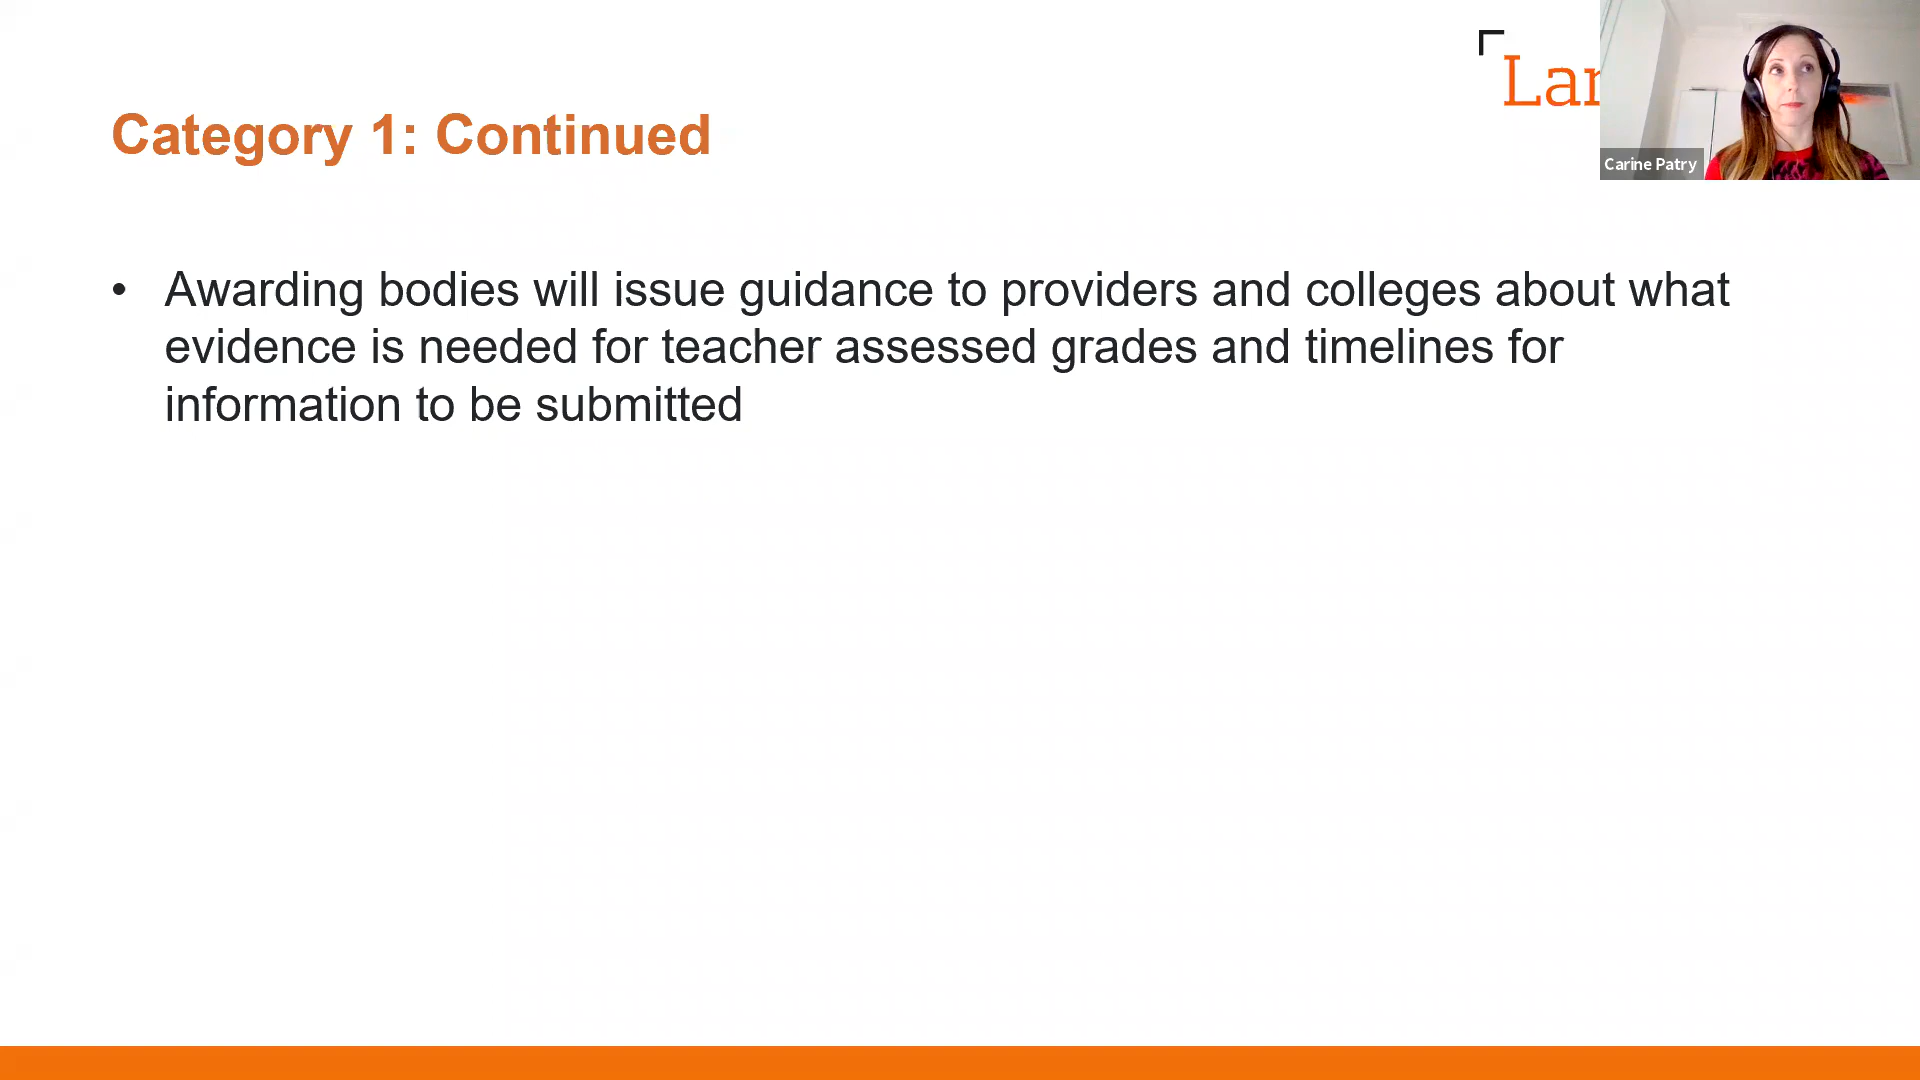 Category 1: Continued
Lar
Carine Patry
• Awarding bodies will issue guidance to providers and colleges about what
evidence is needed for teacher assessed grades and timelines for
information to be submitted